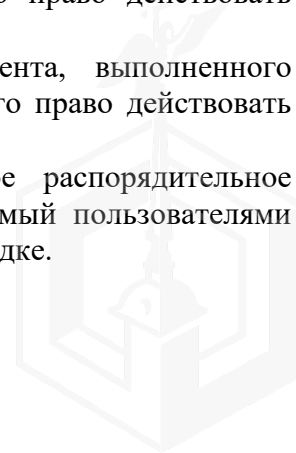 право действовать
ента, выполненного
го право действовать
е распорядительное
мый пользователями
дке.